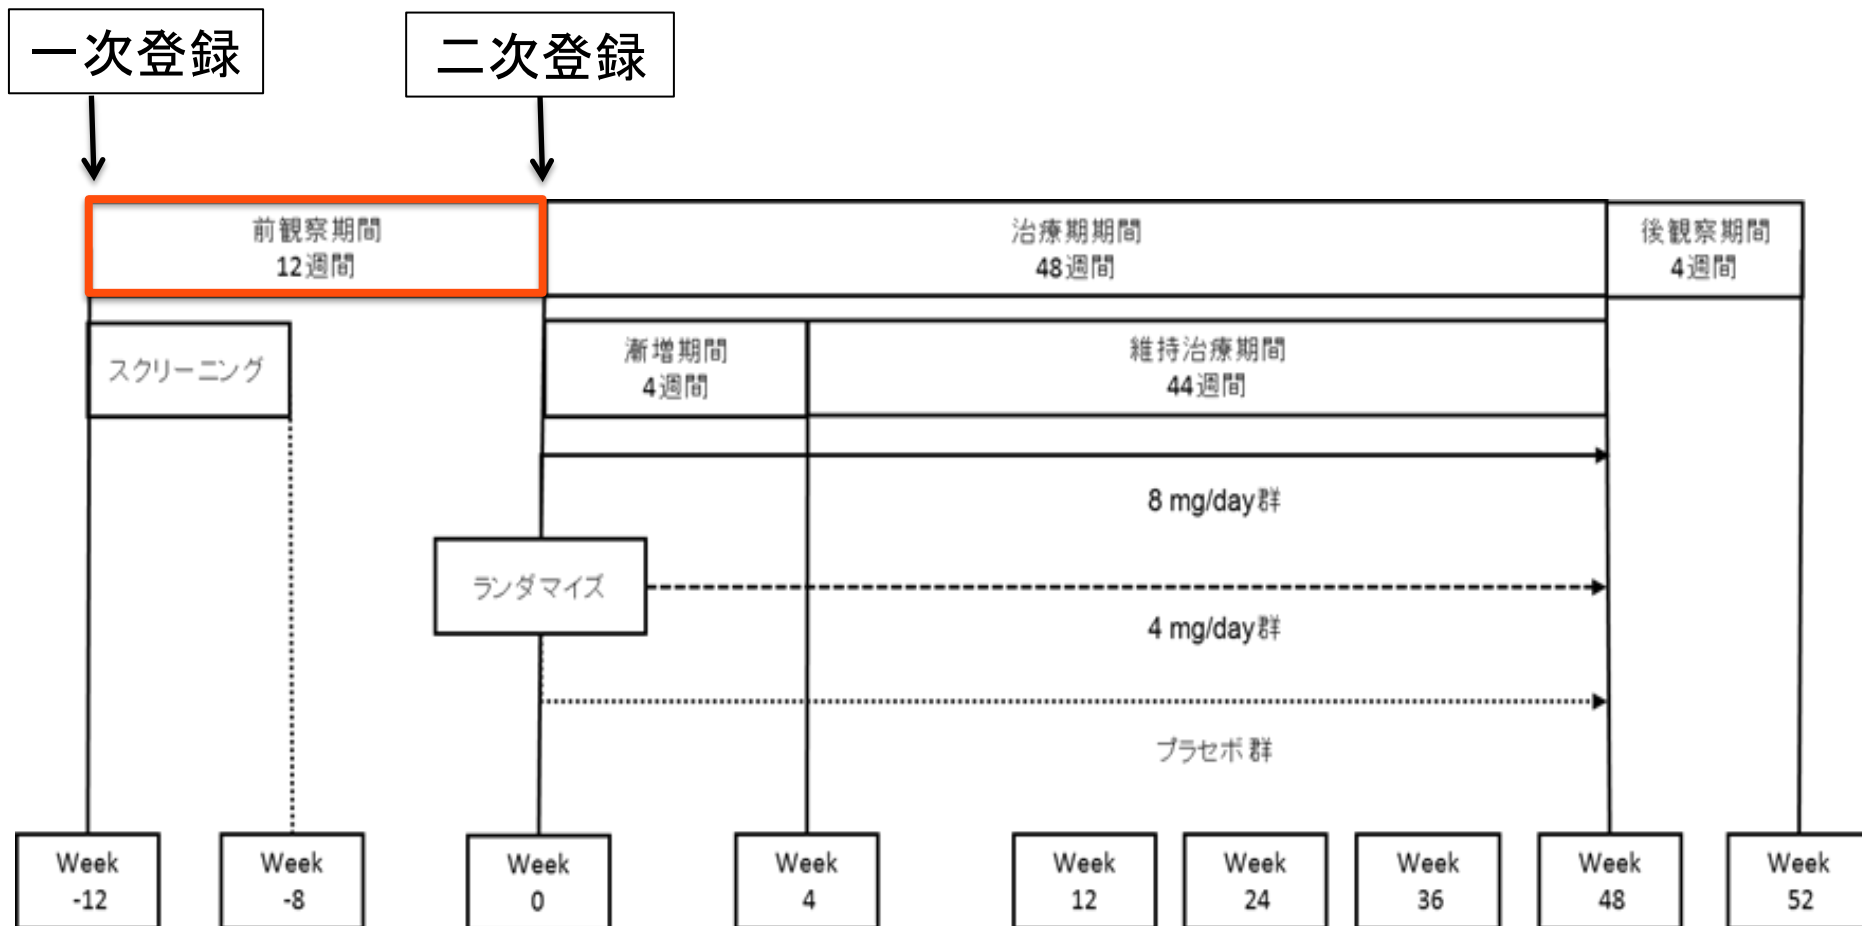 一次登録
二次登録
前観察期間
12週間
治療期期間
48週間
後観察期間
4週間
スクリーニング
漸増期間
4週間
維持治療期間
44週間
8 mg/day群
ランダマイズ
4 mg/day群
プラセボ群
Week
-12
Week
-8
Week
0
Week
4
Week
12
Week
24
Week
36
Week
48
Week
52